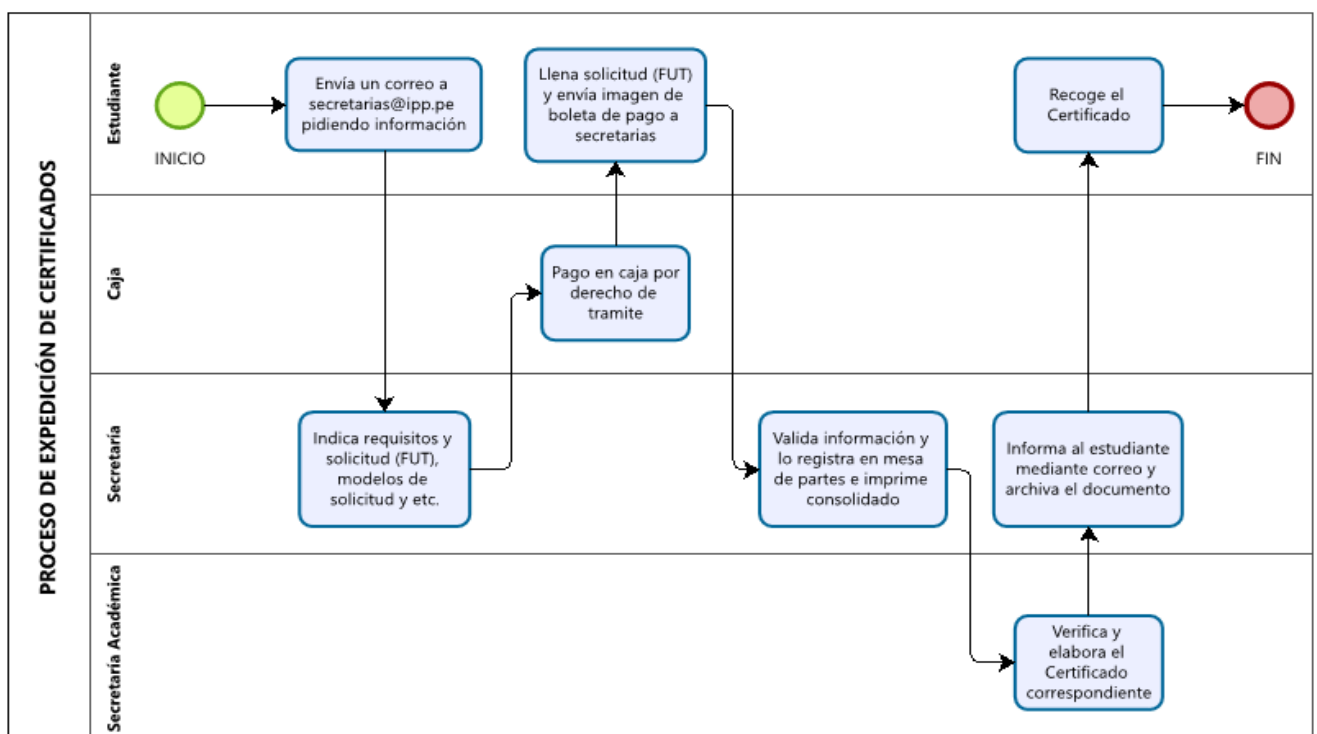 PROCESO DE EXPEDICIÓN DE CERTIFICADOS
Estudiante
INICIO
Envía un correo a
secretarias@ipp.pe
pidiendo información
Llena solicitud (FUT)
y envía imagen de
boleta de pago a
secretarias
Recoge el
Certificado
FIN
Caja
Pago en caja por
derecho de
tramite
Secretaría
Indica requisitos y
solicitud (FUT),
modelos de
solicitud y etc.
Valida información y
lo registra en mesa
de partes e imprime
consolidado
Informa al estudiante
mediante correo y
archiva el documento
Secretaría Académica
Verifica y
elabora el
Certificado
correspondiente